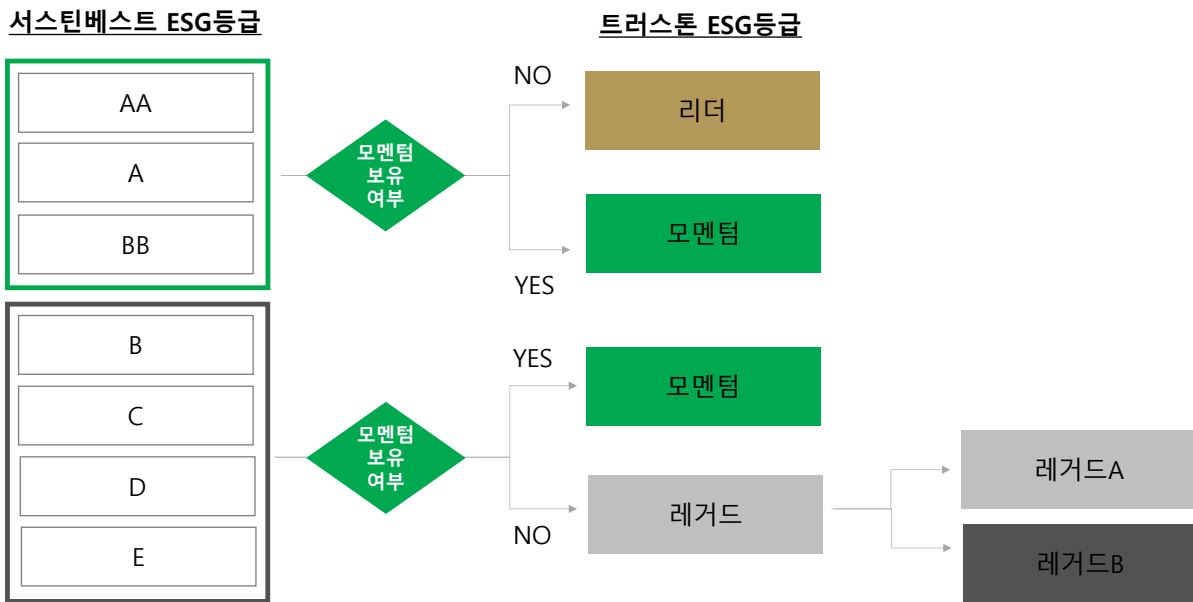 서스틴베스트 ESG등급
트러스톤 ESG등급
AA
A
BB
모멘텀
보유
여부
NO
리더
모멘텀
YES
B
C
D
E
모멘텀
보유
여부
YES
모멘텀
레거드
NO
레거드A
레거드B